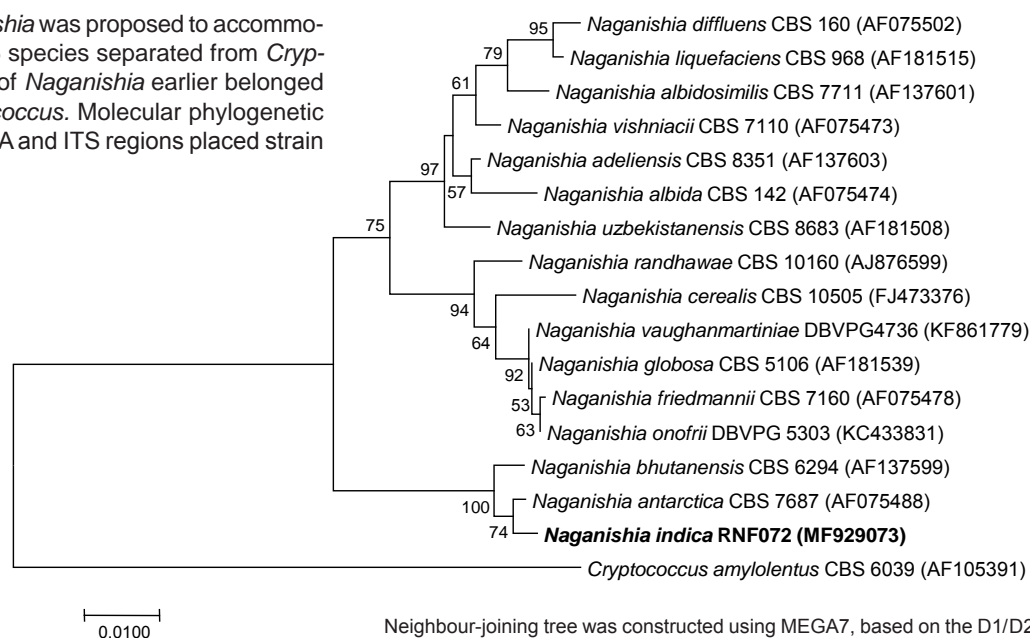 shia was proposed to accommo-
species separated from Cryp-
of Naganishia earlier belonged
coccus. Molecular phylogenetic
A and ITS regions placed strain
95
Naganishia diffluens CBS 160 (AF075502)
79
Naganishia liquefaciens CBS 968 (AF181515)
61
Naganishia albidosimilis CBS 7711 (AF137601)
Naganishia vishniacii CBS 7110 (AF075473)
97
Naganishia adeliensis CBS 8351 (AF137603)
57
Naganishia albida CBS 142 (AF075474)
75
Naganishia uzbekistanensis CBS 8683 (AF181508)
Naganishia randhawae CBS 10160 (AJ876599)
94
Naganishia cerealis CBS 10505 (FJ473376)
64
Naganishia vaughanmartiniae DBVPG4736 (KF861779)
92
Naganishia globosa CBS 5106 (AF181539)
53
Naganishia friedmannii CBS 7160 (AF075478)
63
Naganishia onofrii DBVPG 5303 (KC433831)
Naganishia bhutanensis CBS 6294 (AF137599)
100
Naganishia antarctica CBS 7687 (AF075488)
74
Naganishia indica RNF072 (MF929073)
Cryptococcus amylolentus CBS 6039 (AF105391)
0.0100
Neighbour-joining tree was constructed using MEGA7, based on the D1/D2